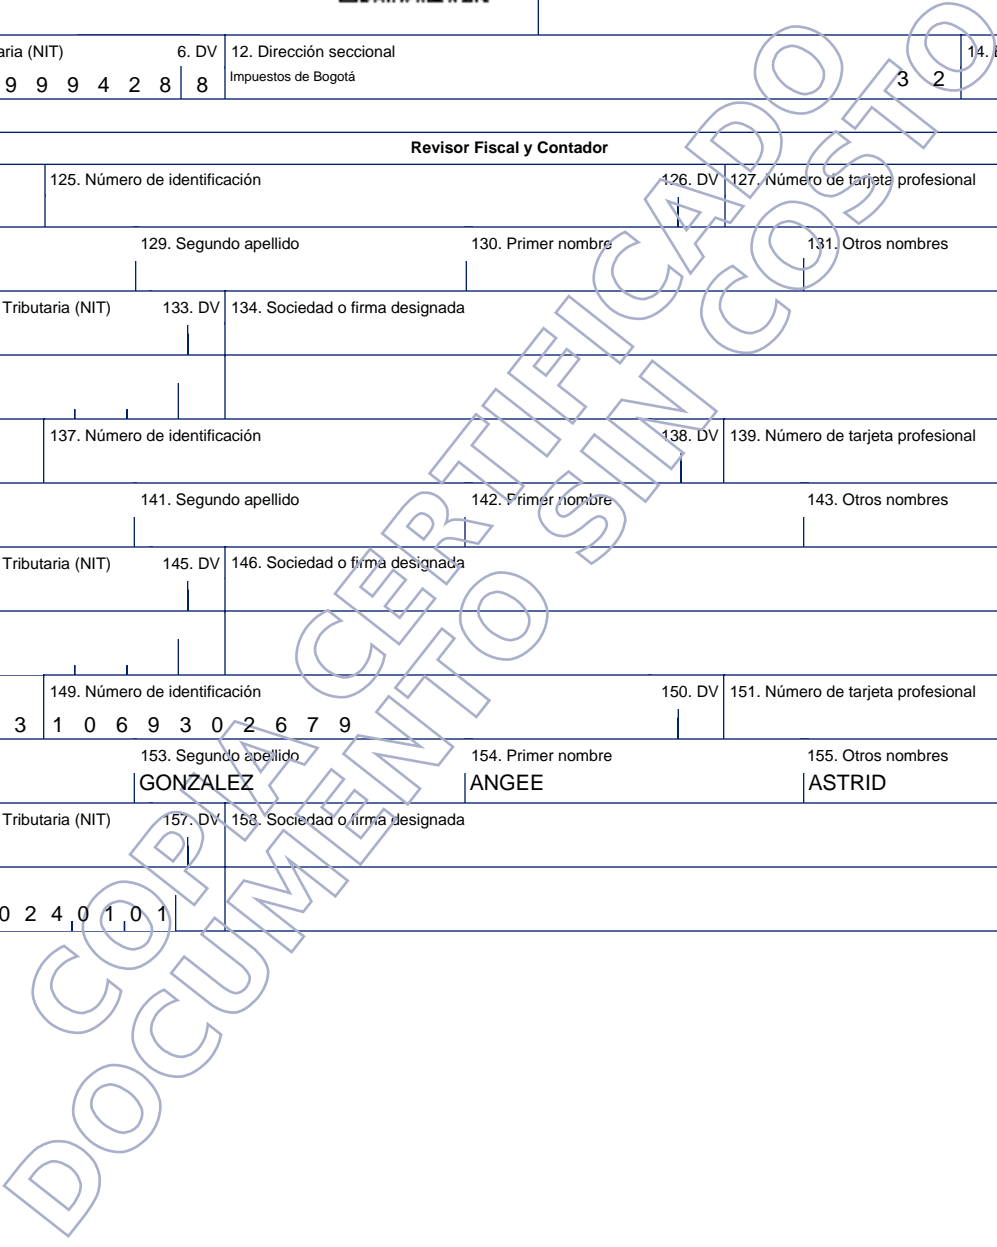 aria (NIT) 6. DV 12. Dirección seccional 14.
9 9 9 4 2 8 8 Impuestos de Bogotá 3 2
Revisor Fiscal y Contador
125. Número de identificación 126. DV 127. Número de tarjeta profesional
129. Segundo apellido 130. Primer nombre 131. Otros nombres
Tributaria (NIT) 133. DV 134. Sociedad o firma designada
137. Número de identificación 138. DV 139. Número de tarjeta profesional
141. Segundo apellido 142. Primer nombre 143. Otros nombres
Tributaria (NIT) 145. DV 146. Sociedad o firma designada
149. Número de identificación 150. DV 151. Número de tarjeta profesional
3 1 0 6 9 3 0 2 6 7 9
153. Segundo apellido 154. Primer nombre 155. Otros nombres
GONZALEZ ANGEE ASTRID
Tributaria (NIT) 157. DV 158. Sociedad o firma designada
0 2 4 0 1 0 1
COPIA CERTIFICADO
DOCUMENTO SIN COSTO